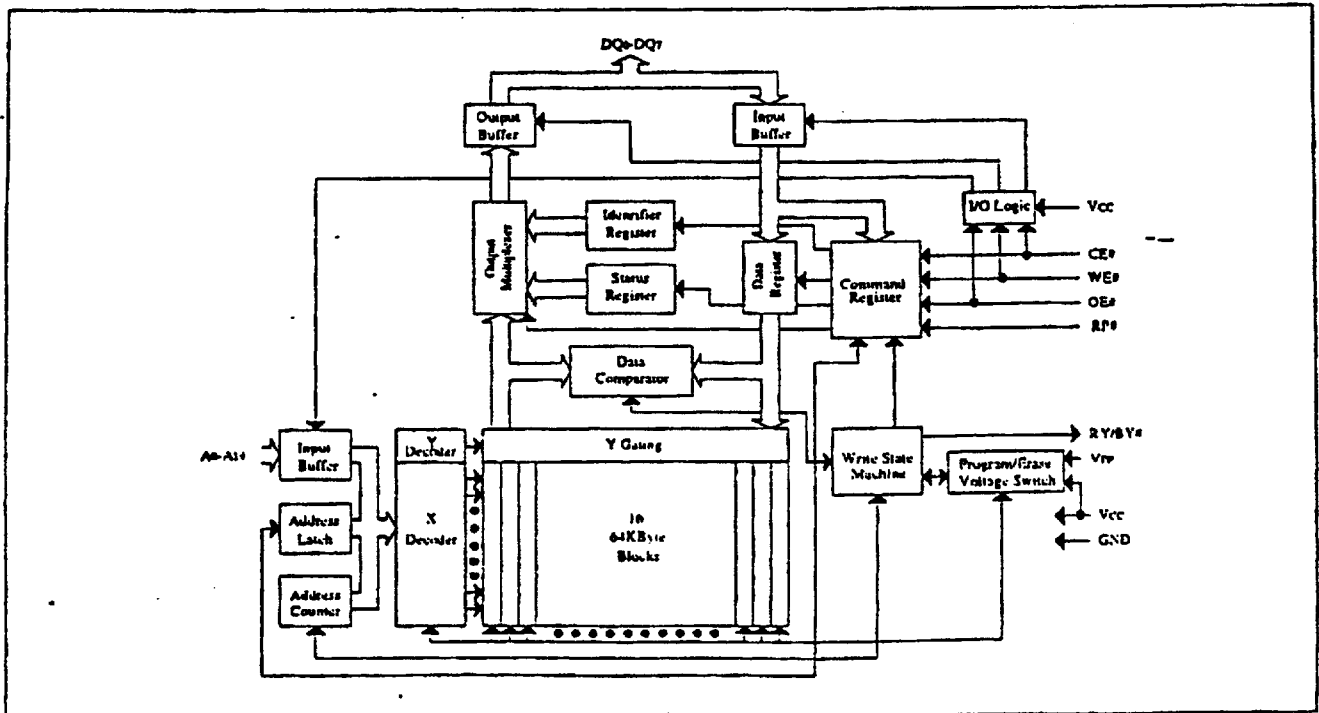 DQ0-DQ7
Output
Buffer
Input
Buffer
I/O Logic
VCC
Identifier
Register
Output
Multiplexer
Status
Register
Data
Register
Command
Register
CE#
WE#
OE#
RP#
Data
Comparator
Input
Buffer
Y
Decoder
Y Gating
Write State
Machine
RY/BY#
Program/Erase
Voltage Switch
VPP
VCC
GND
Address
Latch
X
Decoder
16
64KByte
Blocks
Address
Counter